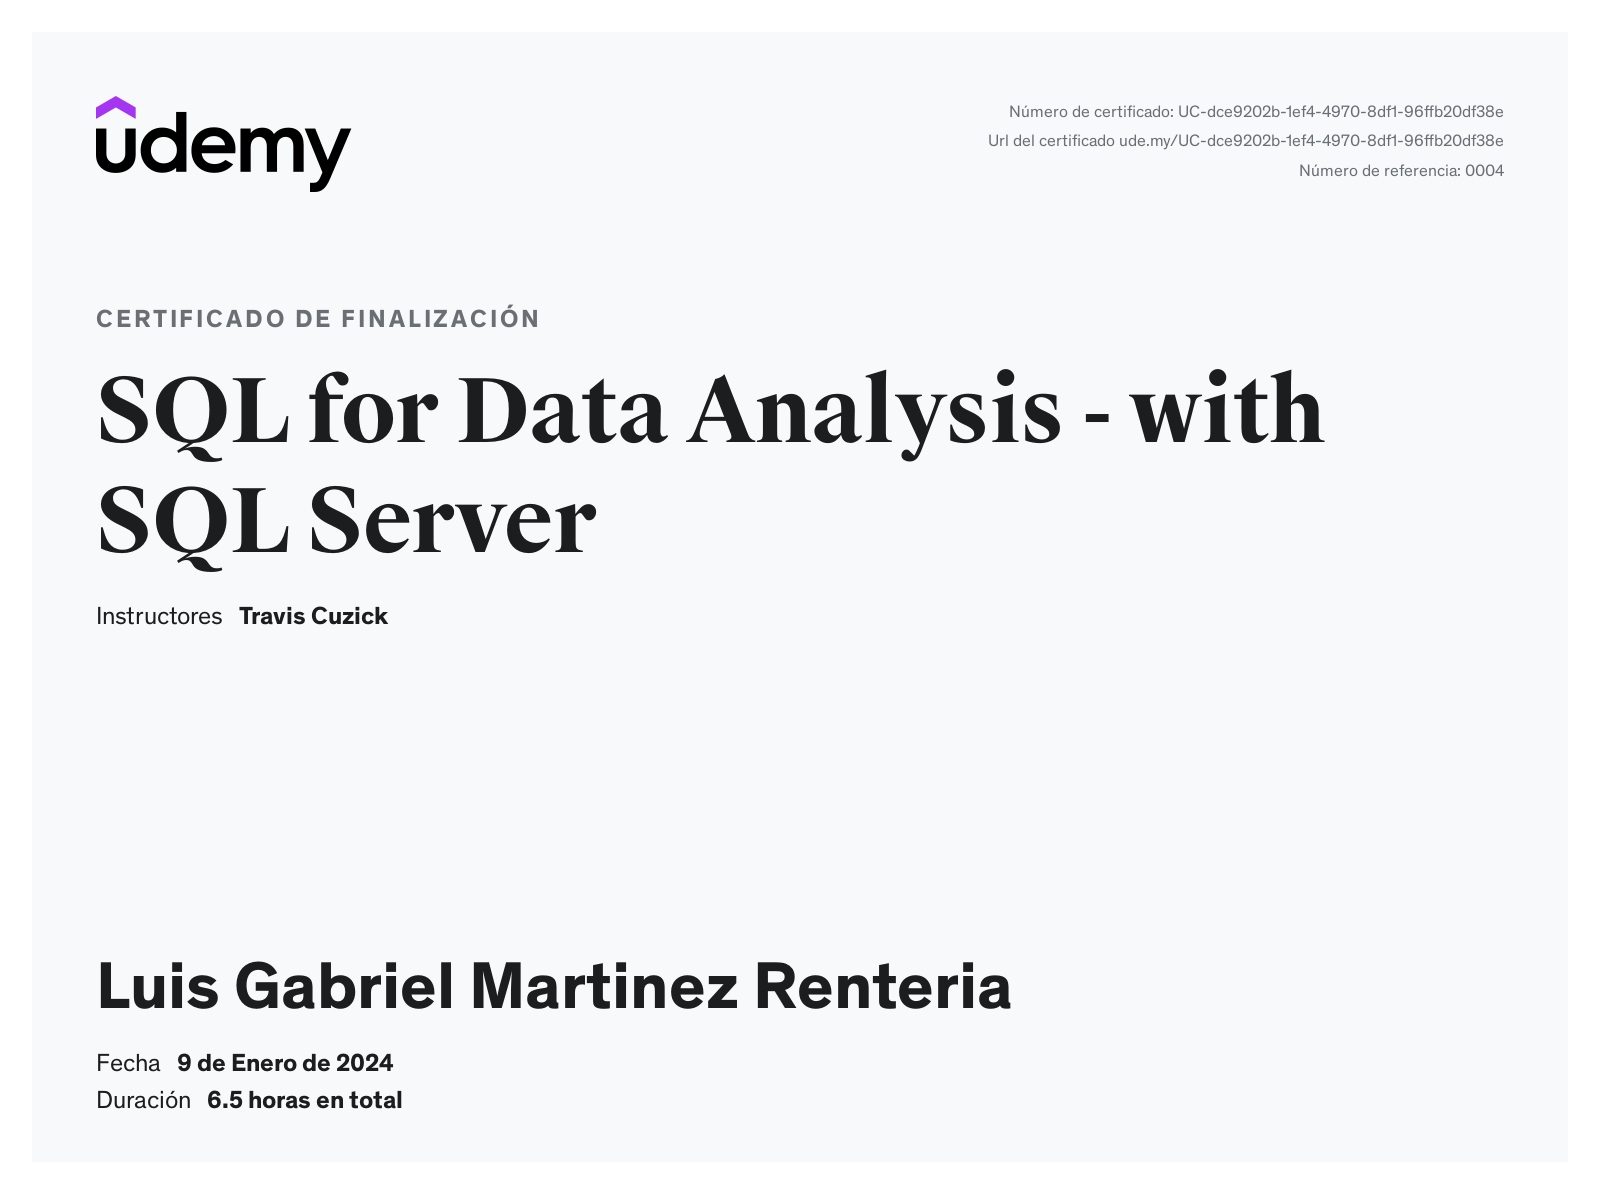 udemy
Número de certificado: UC-dce9202b-1ef4-4970-8df1-96ffb20df38e
Url del certificado ude.my/UC-dce9202b-1ef4-4970-8df1-96ffb20df38e
Número de referencia: 0004
CERTIFICADO DE FINALIZACIÓN
SQL for Data Analysis - with
SQL Server
Instructores Travis Cuzick
Luis Gabriel Martinez Renteria
Fecha 9 de Enero de 2024
Duración 6.5 horas en total